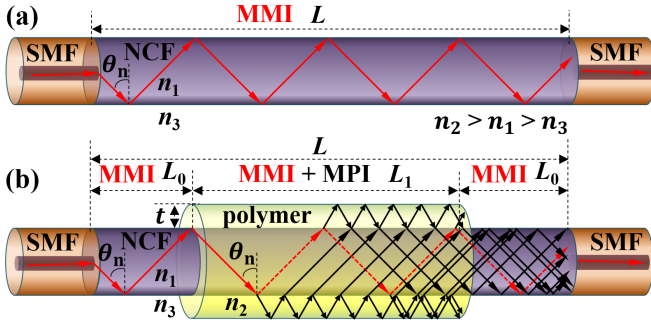 (a)
MMI L
SMF
NCF
SMF
θn
n1
n3
n2 > n1 > n3
L
(b)
MMI L0
MMI + MPI L1
MMI L0
t
polymer
SMF
NCF
SMF
θn
θn
n1
n3
n2